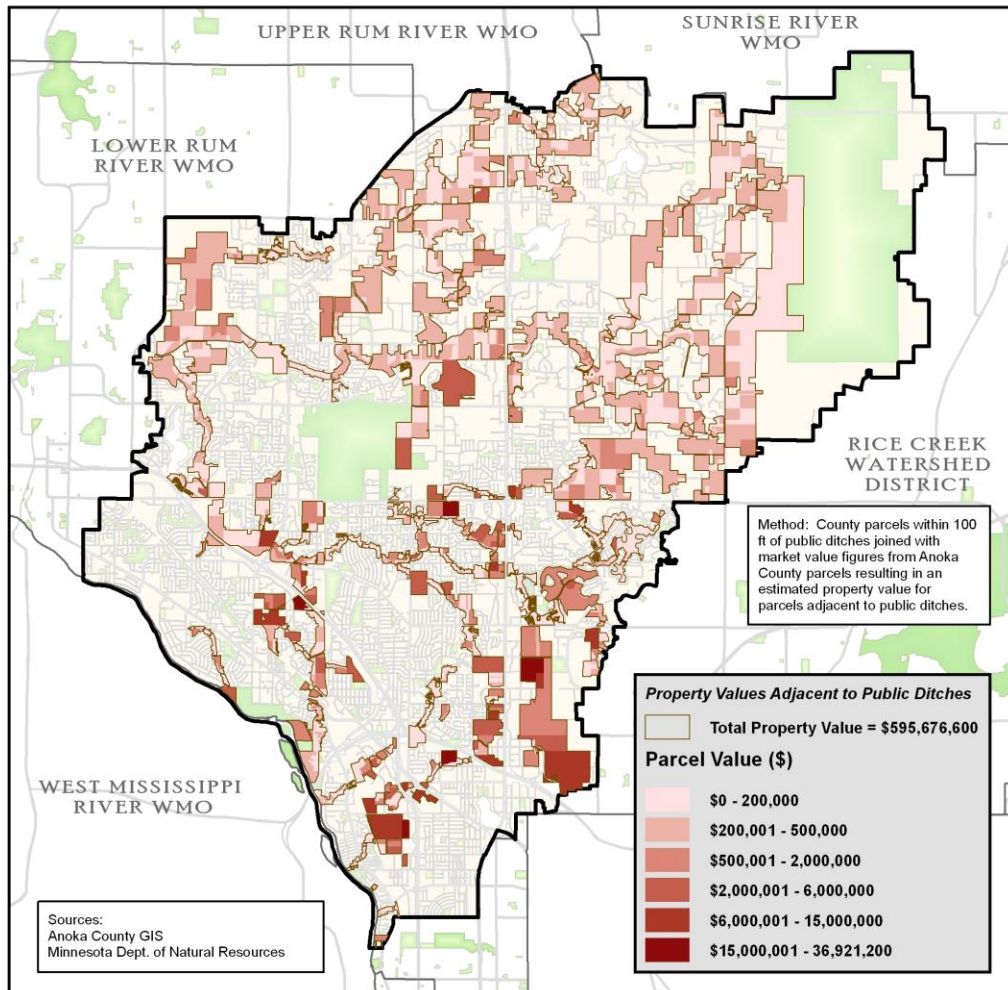 UPPER RUM RIVER WMO
SUNRISE RIVER
WMO
LOWER RUM
RIVER WMO
RICE CREEK
WATERSHED
DISTRICT
Method: County parcels within 100
ft of public ditches joined with
market value figures from Anoka
County parcels resulting in an
estimated property value for
parcels adjacent to public ditches.
WEST MISSISSIPPI
RIVER WMO
Property Values Adjacent to Public Ditches
Total Property Value = $595,676,600
Parcel Value ($)
$0 - 200,000
$200,001 - 500,000
$500,001 - 2,000,000
$2,000,001 - 6,000,000
$6,000,001 - 15,000,000
$15,000,001 - 36,921,200
Sources:
Anoka County GIS
Minnesota Dept. of Natural Resources